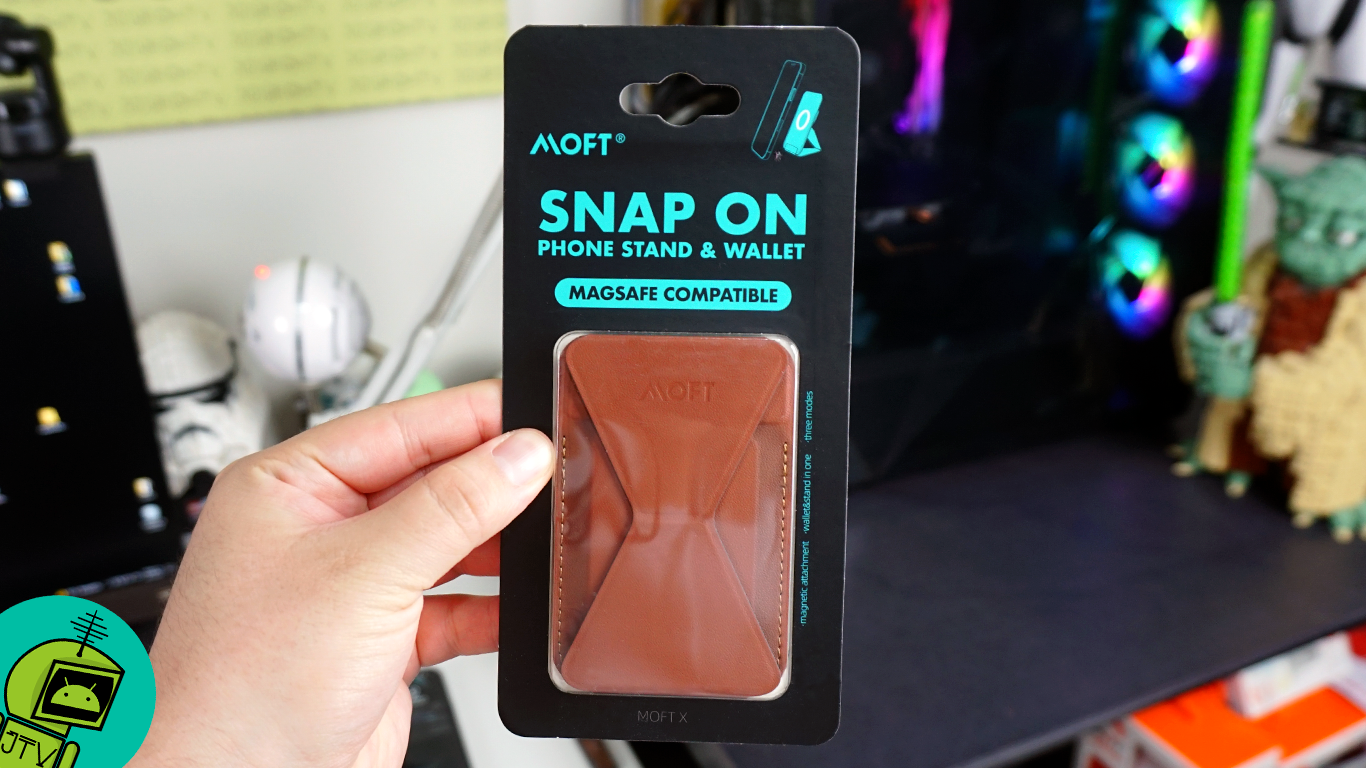 MOFT®
SNAP ON
PHONE STAND & WALLET
MAGSAFE COMPATIBLE
MOFT
·magnetic attachment ·wallet&stand in one ·three modes
MOFT X
JTV